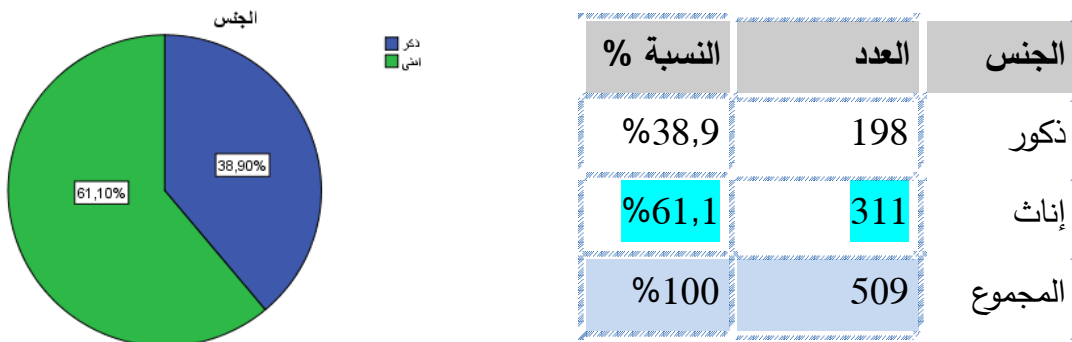 الجنس
ذكر
انثى
38,90%
61,10%
الجنس العدد النسبة %
ذكور 198 %38,9
إناث 311 %61,1
المجموع 509 %100